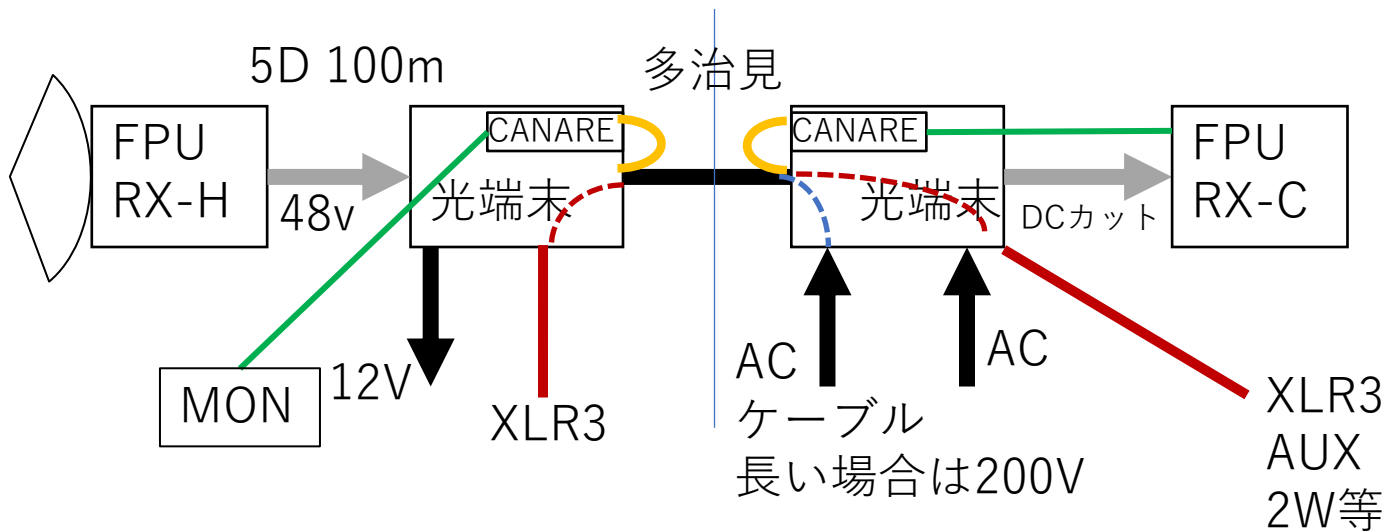 5D 100m
多治見
FPU
RX-H
48v
CANARE
光端末
CANARE
光端末
DCカット
FPU
RX-C
MON
12V
XLR3
AC
ケーブル
長い場合は200V
AC
XLR3
AUX
2W等